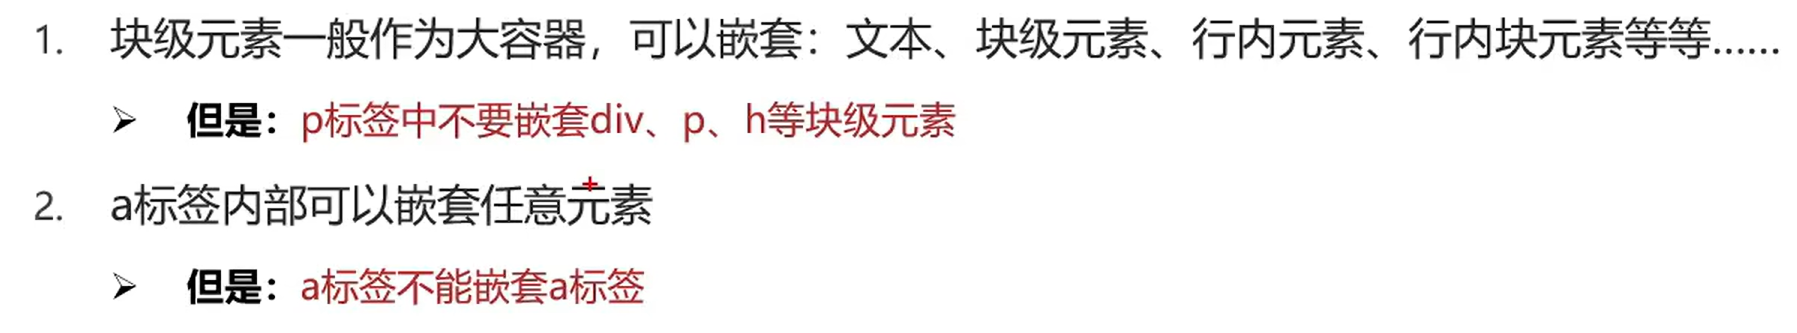 1. 块级元素一般作为大容器，可以嵌套：文本、块级元素、行内元素、行内块元素等等……
➢ 但是：p标签中不要嵌套div、p、h等块级元素
2. a标签内部可以嵌套任意元素
➢ 但是：a标签不能嵌套a标签